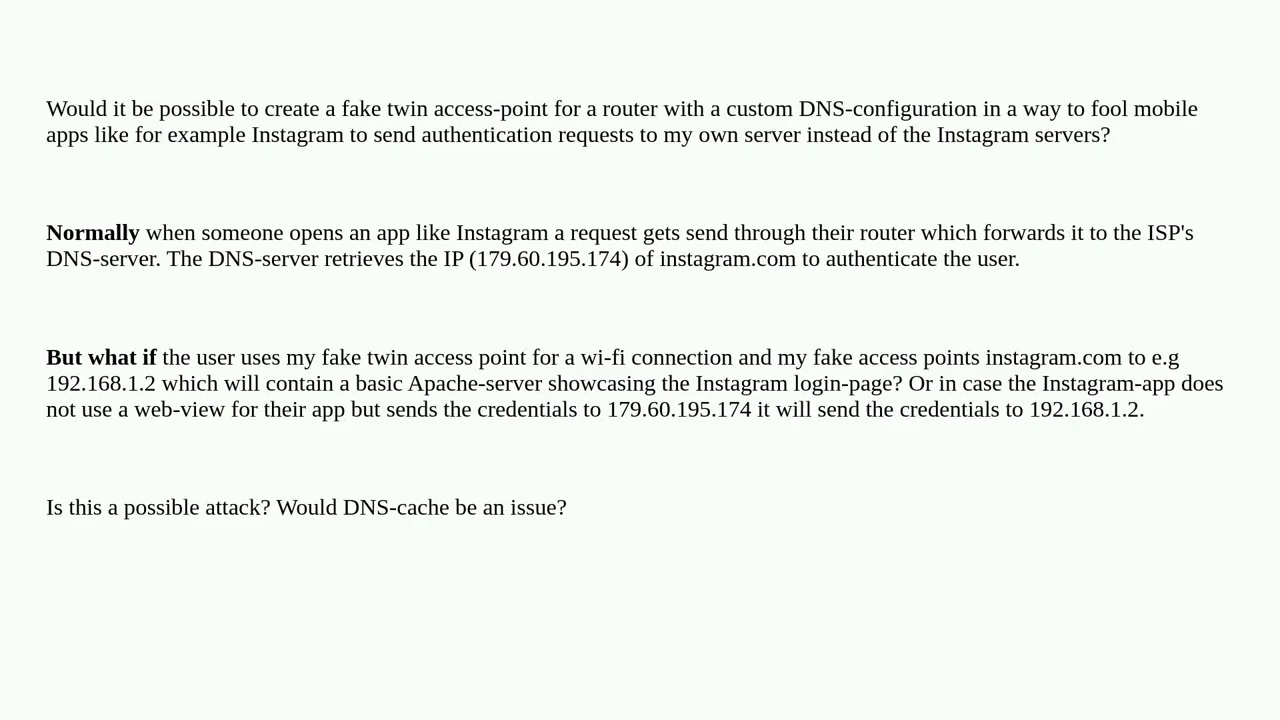 Would it be possible to create a fake twin access-point for a router with a custom DNS-configuration in a way to fool mobile
apps like for example Instagram to send authentication requests to my own server instead of the Instagram servers?
Normally when someone opens an app like Instagram a request gets send through their router which forwards it to the ISP's
DNS-server. The DNS-server retrieves the IP (179.60.195.174) of instagram.com to authenticate the user.
But what if the user uses my fake twin access point for a wi-fi connection and my fake access points instagram.com to e.g
192.168.1.2 which will contain a basic Apache-server showcasing the Instagram login-page? Or in case the Instagram-app does
not use a web-view for their app but sends the credentials to 179.60.195.174 it will send the credentials to 192.168.1.2.
Is this a possible attack? Would DNS-cache be an issue?